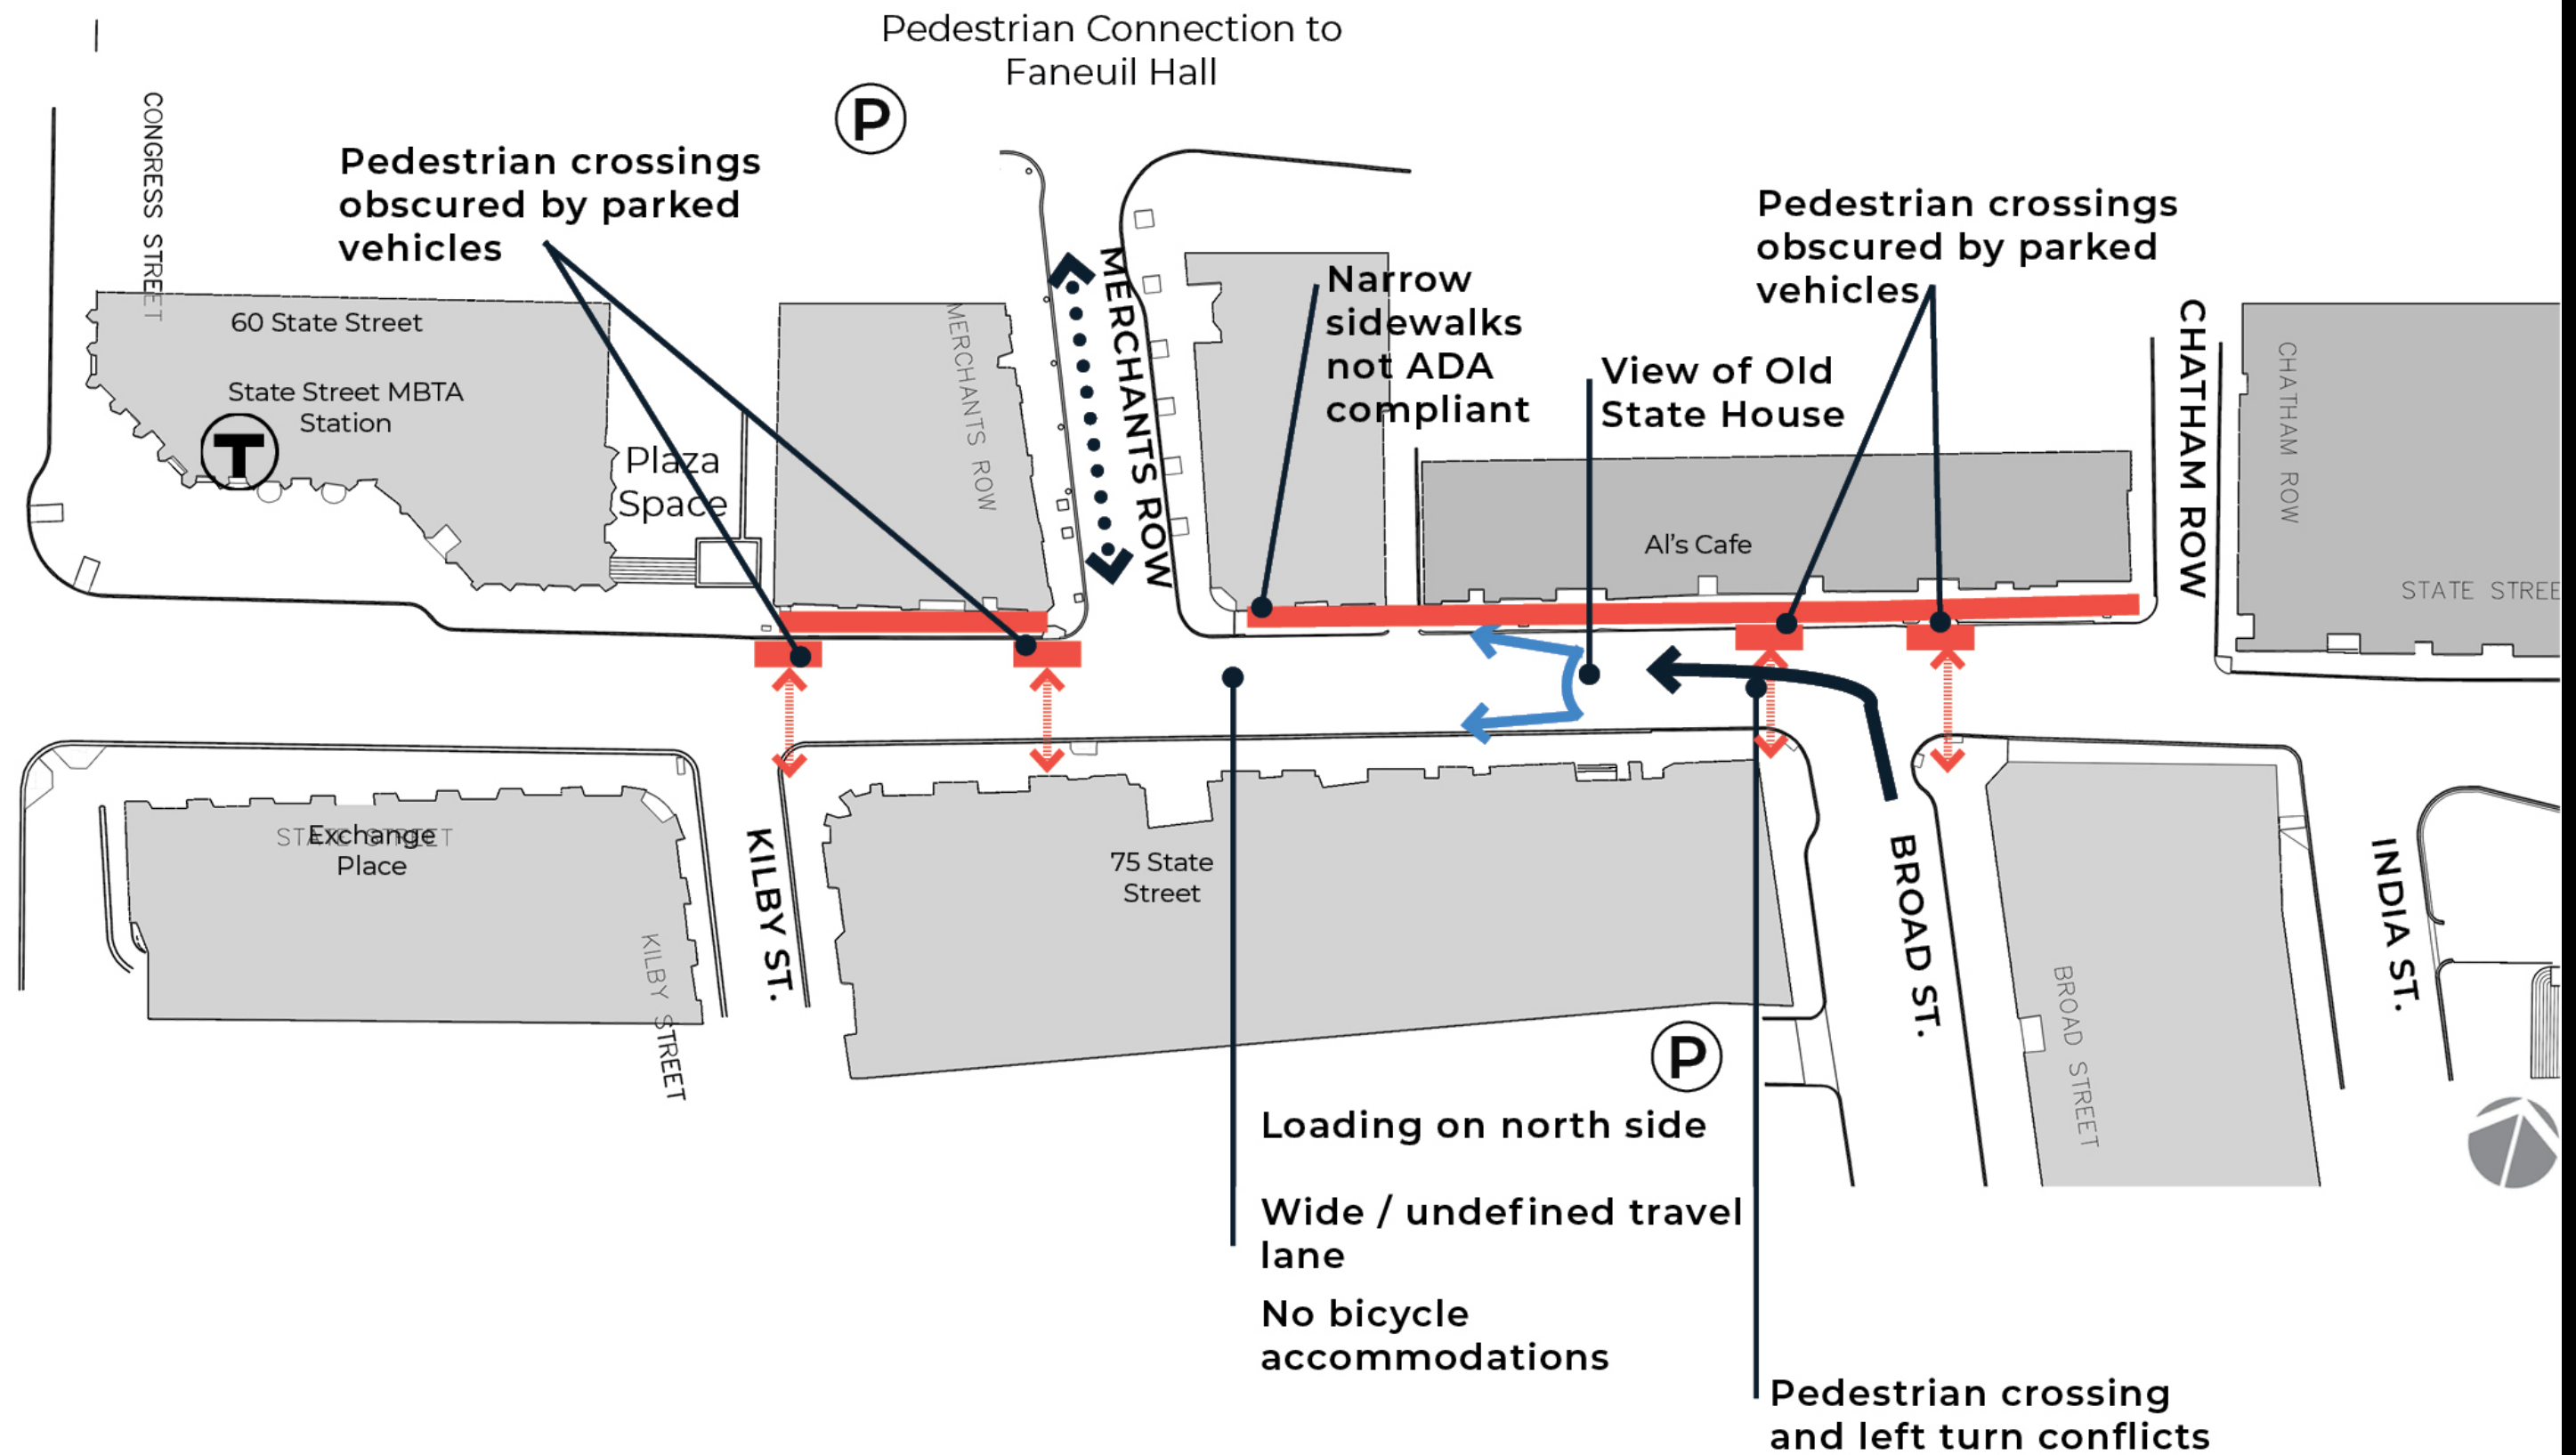 Pedestrian Connection to
Faneuil Hall
P
CONGRESS STREET
Pedestrian crossings
obscured by parked
vehicles
Pedestrian crossings
obscured by parked
vehicles
Narrow
sidewalks
not ADA
compliant
View of Old
State House
60 State Street
State Street MBTA
Station
T
Plaza
Space
MERCHANTS ROW
MERCHANTS ROW
Al's Cafe
CHATHAM ROW
CHATHAM ROW
STATE STREE
STATE STREET
Exchange
Place
KILBY STREET
KILBY ST.
75 State
Street
BROAD ST.
BROAD STREET
INDIA ST.
P
Loading on north side
Wide / undefined travel
lane
No bicycle
accommodations
Pedestrian crossing
and left turn conflicts